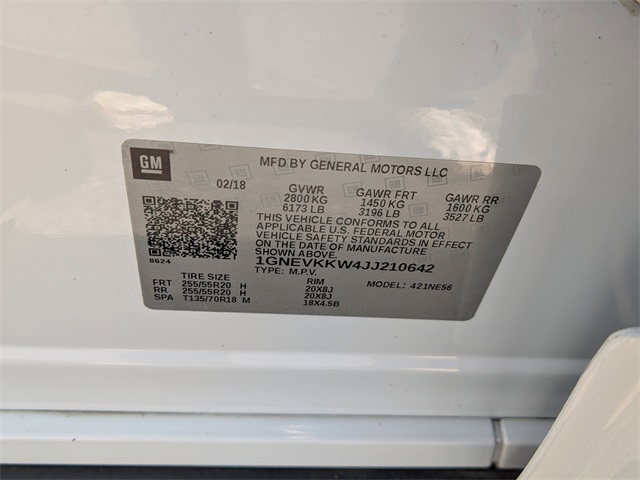 GM
MFD BY GENERAL MOTORS LLC
02/18 GVWR GAWR FRT GAWR RR
2800 KG 1450 KG 1600 KG
6173 LB 3196 LB 3527 LB
THIS VEHICLE CONFORMS TO ALL
APPLICABLE U.S. FEDERAL MOTOR
VEHICLE SAFETY STANDARDS IN EFFECT
ON THE DATE OF MANUFACTURE
SHOWN ABOVE.
8624
1GNEVKKW4JJ210642
TYPE: M.P.V. MODEL: 421NE56
TIRE SIZE RIM
FRT 255/55R20 H 20X8J
RR 255/55R20 H 20X8J
SPA T135/70R18 M 18X4.5B